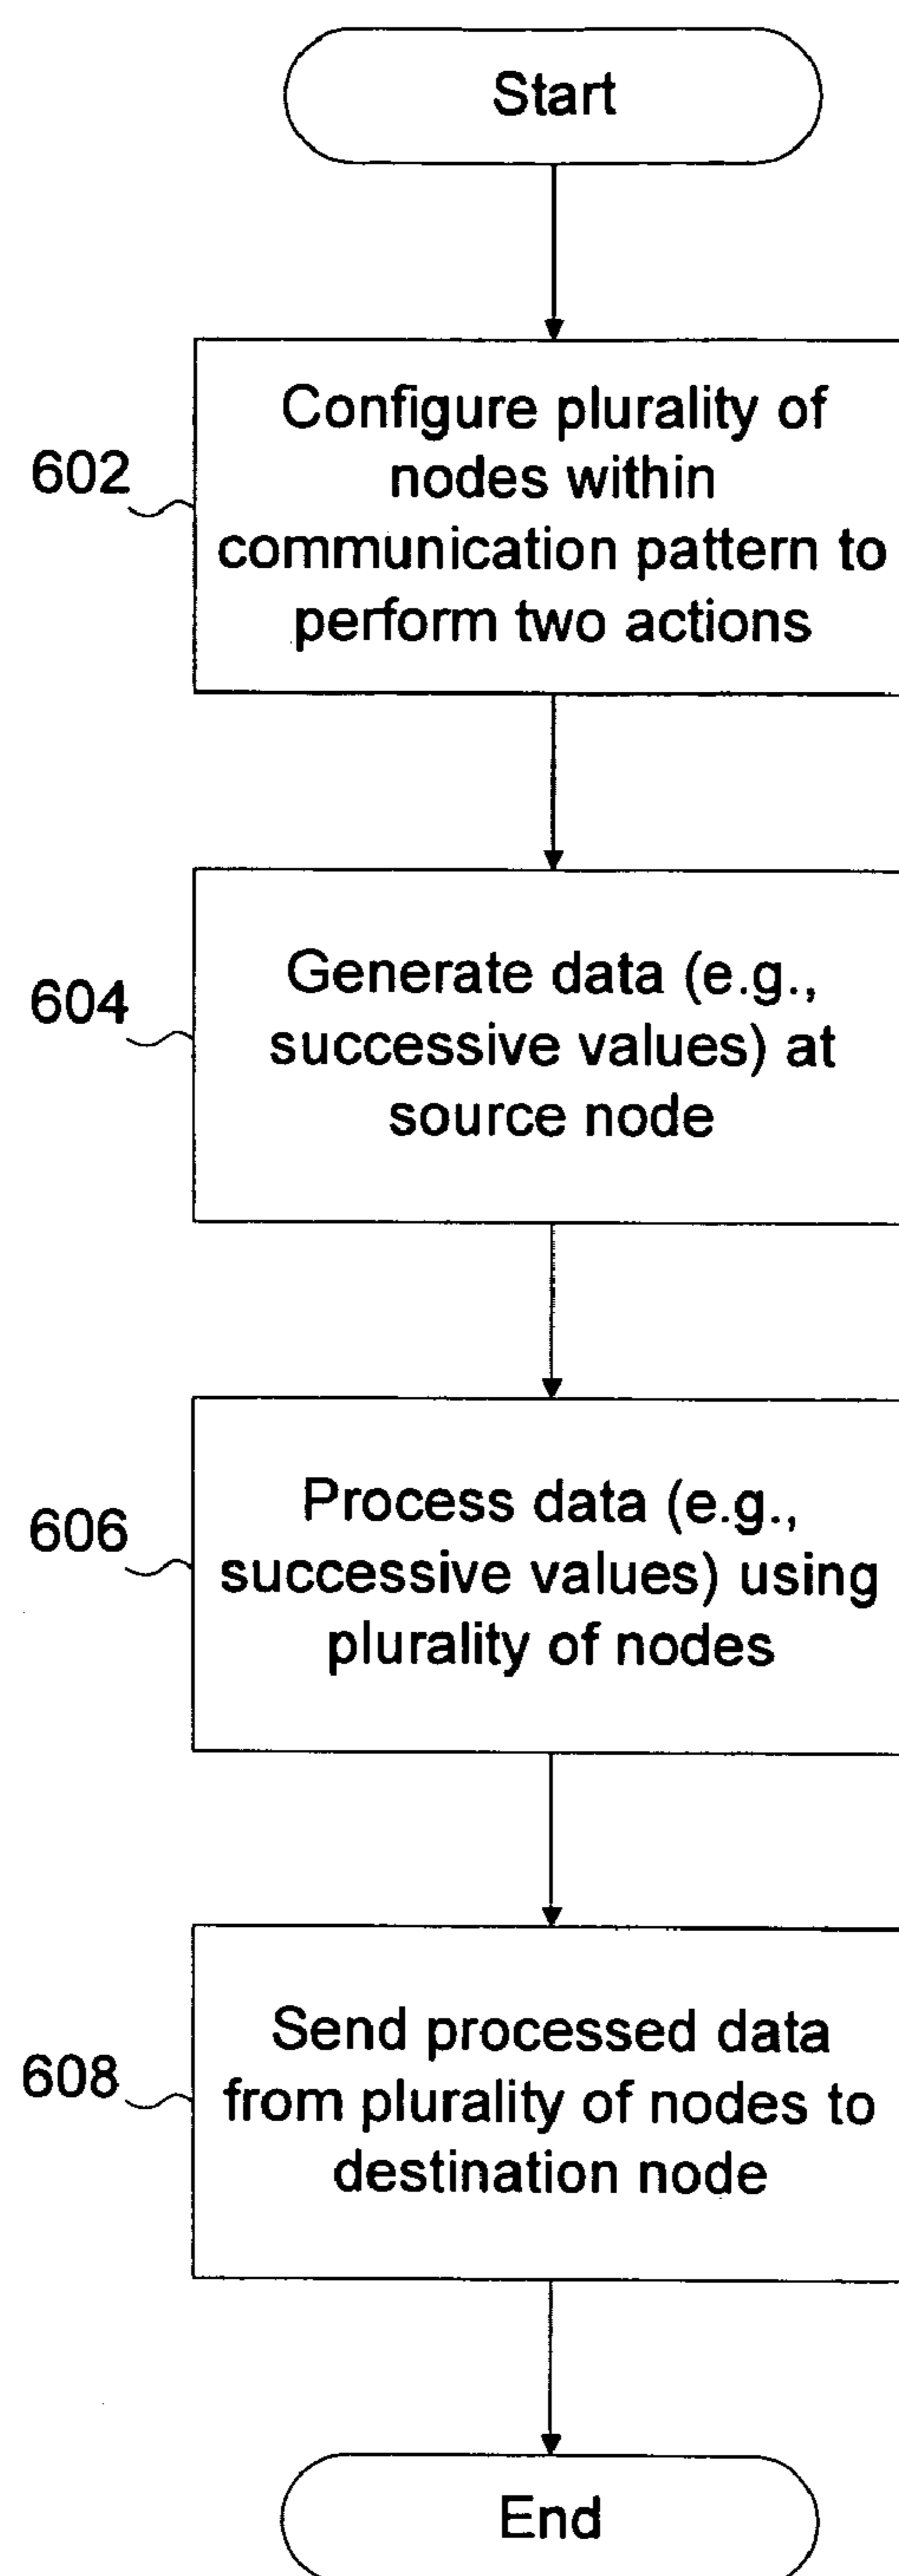 Start
602
Configure plurality of
nodes within
communication pattern to
perform two actions
604
Generate data (e.g.,
successive values) at
source node
606
Process data (e.g.,
successive values) using
plurality of nodes
608
Send processed data
from plurality of nodes to
destination node
End